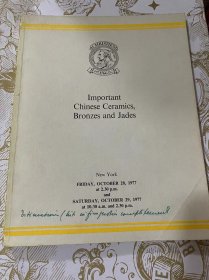 Important
Chinese Ceramics,
Bronzes and Jades
New York
FRIDAY, OCTOBER 28, 1977
at 2.30 p.m.
and
SATURDAY, OCTOBER 29, 1977
at 10.30 a.m. and 2.30 p.m.